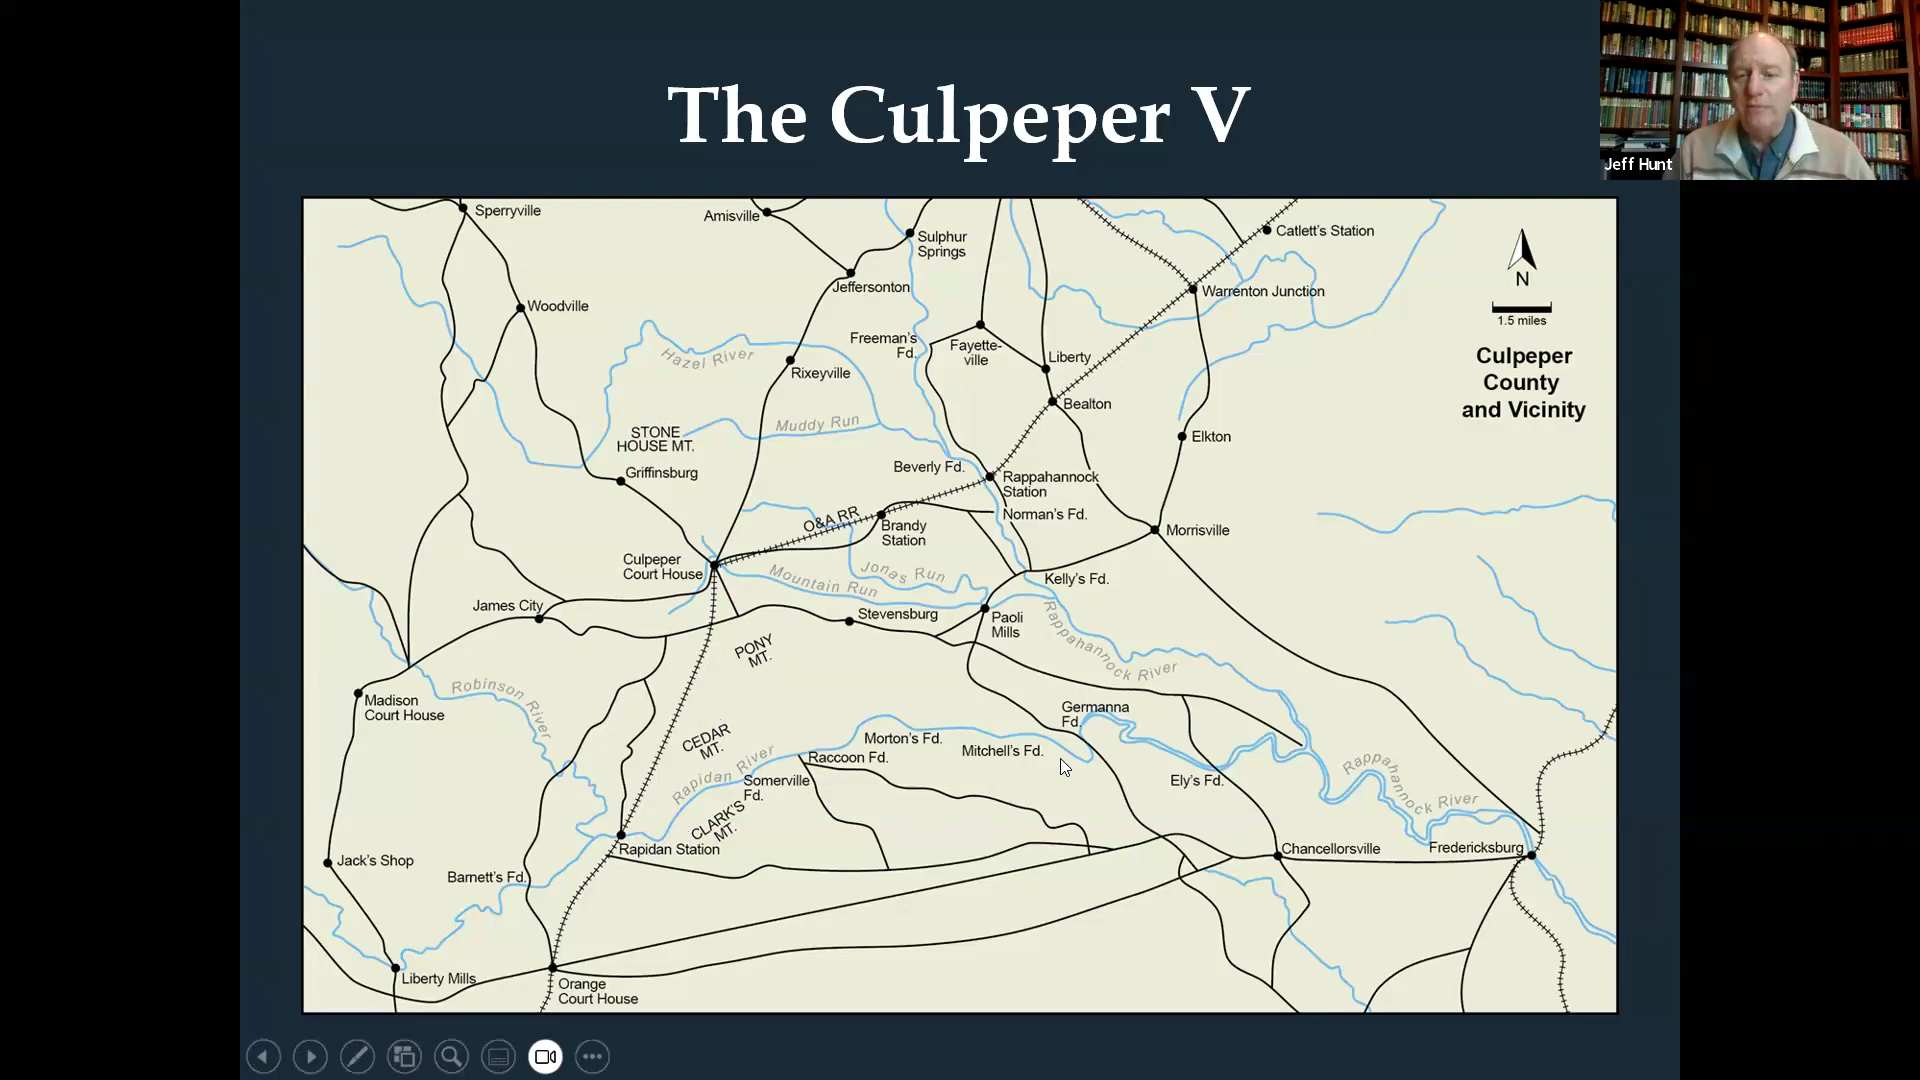 The Culpeper V
Jeff Hunt
Sperryville
Amisville
Sulphur
Springs
Catlett's Station
N
1.5 miles
Culpeper
County
and Vicinity
Jeffersonton
Warrenton Junction
Woodville
Freeman's
Fd.
Fayette-
ville
Hazel River
Liberty
Rixeyville
Bealton
Muddy Run
STONE
HOUSE MT.
Elkton
Griffinsburg
Beverly Fd.
Rappahannock
Station
O&A RR
Brandy
Station
Norman's Fd.
Morrisville
Culpeper
Court House
Jonas Run
Mountain Run
Kelly's Fd.
James City
Stevensburg
Paoli
Mills
Rappahannock River
PONY
MT.
Robinson River
Madison
Court House
Germanna
Fd.
CEDAR
MT.
Morton's Fd.
Mitchell's Fd.
Raccoon Fd.
Rapidan River
Somerville
Fd.
Ely's Fd.
Rappahannock River
CLARK'S
MT.
Rapidan Station
Chancellorsville
Fredericksburg
Jack's Shop
Barnett's Fd.
Liberty Mills
Orange
Court House